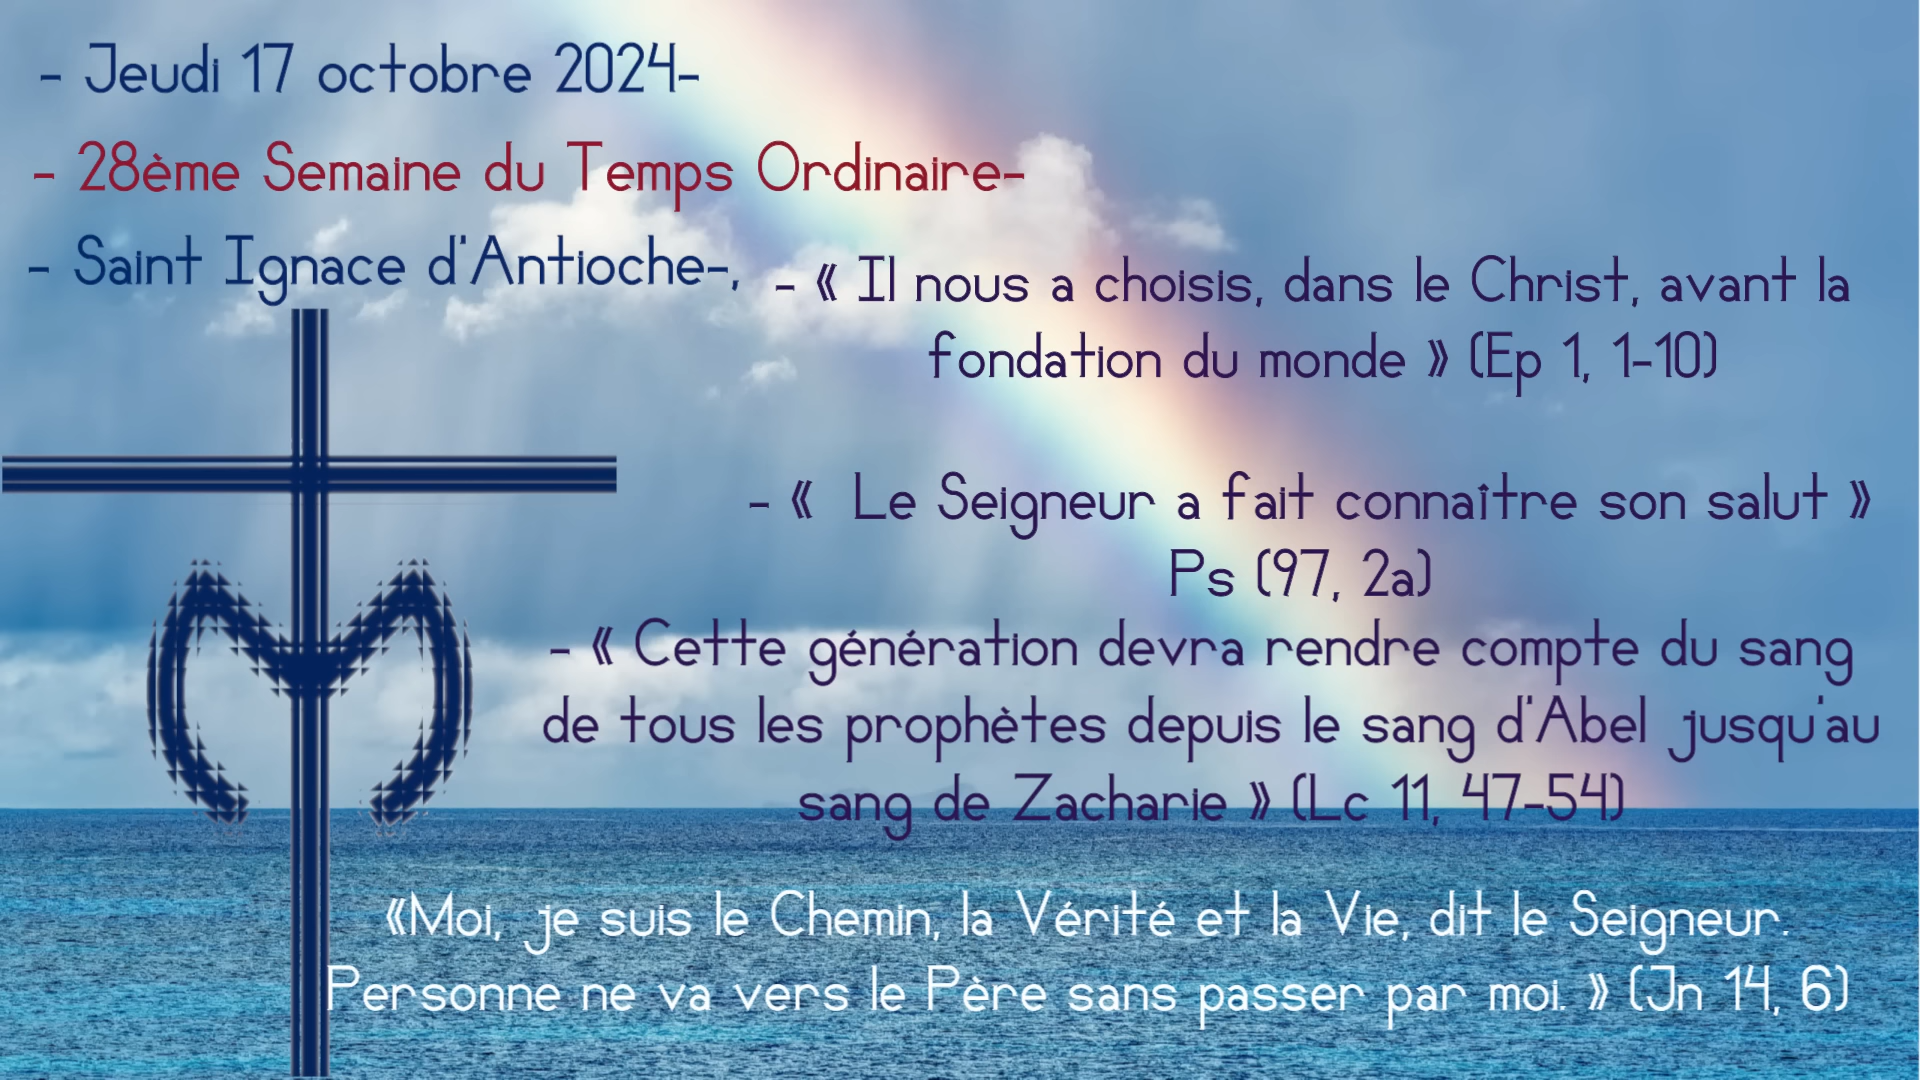 - Jeudi 17 octobre 2024-
- 28ème Semaine du Temps Ordinaire-
- Saint Ignace d'Antioche-,
- « Il nous a choisis, dans le Christ, avant la
fondation du monde » (Ep 1, 1-10)
- «  Le Seigneur a fait connaître son salut »
Ps (97, 2a)
- « Cette génération devra rendre compte du sang
de tous les prophètes depuis le sang d'Abel jusqu'au
sang de Zacharie » (Lc 11, 47-54)
«Moi, je suis le Chemin, la Vérité et la Vie, dit le Seigneur.
Personne ne va vers le Père sans passer par moi. » (Jn 14, 6)